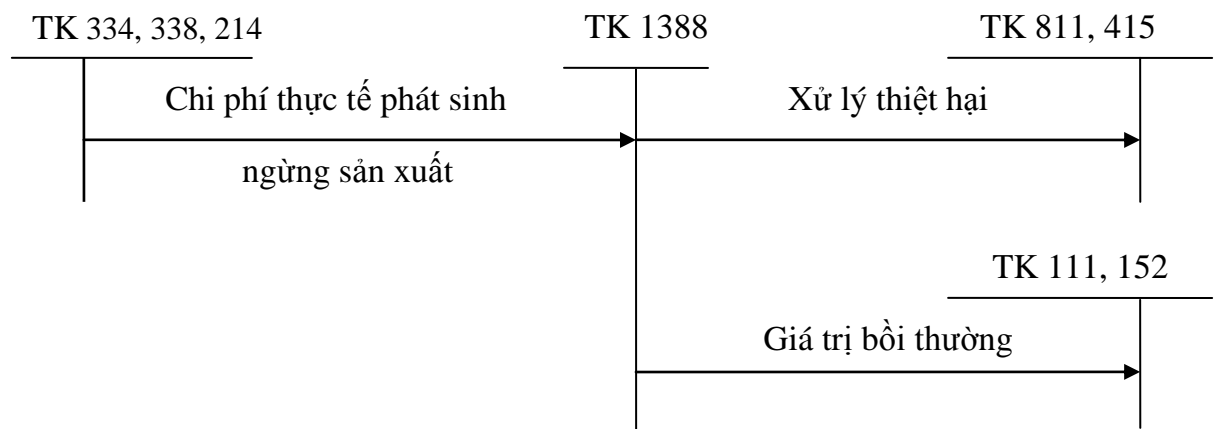 TK 334, 338, 214
TK 1388
TK 811, 415
Chi phí thực tế phát sinh
ngừng sản xuất
Xử lý thiệt hại
TK 111, 152
Giá trị bồi thường